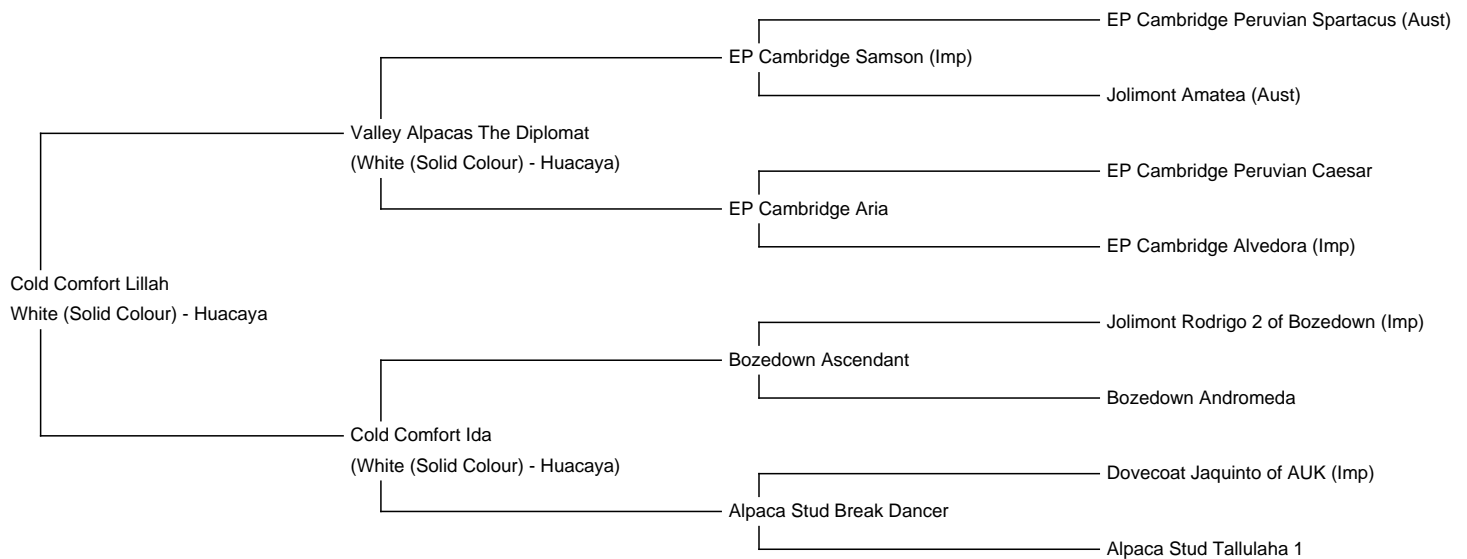 EP Cambridge Peruvian Spartacus (Aust)
EP Cambridge Samson (Imp)
Jolimont Amatea (Aust)
Valley Alpacas The Diplomat
(White (Solid Colour) - Huacaya)
EP Cambridge Peruvian Caesar
EP Cambridge Aria
EP Cambridge Alvedora (Imp)
Cold Comfort Lillah
White (Solid Colour) - Huacaya
Jolimont Rodrigo 2 of Bozedown (Imp)
Bozedown Ascendant
Bozedown Andromeda
Cold Comfort Ida
(White (Solid Colour) - Huacaya)
Dovecoat Jaquinto of AUK (Imp)
Alpaca Stud Break Dancer
Alpaca Stud Tallulaha 1